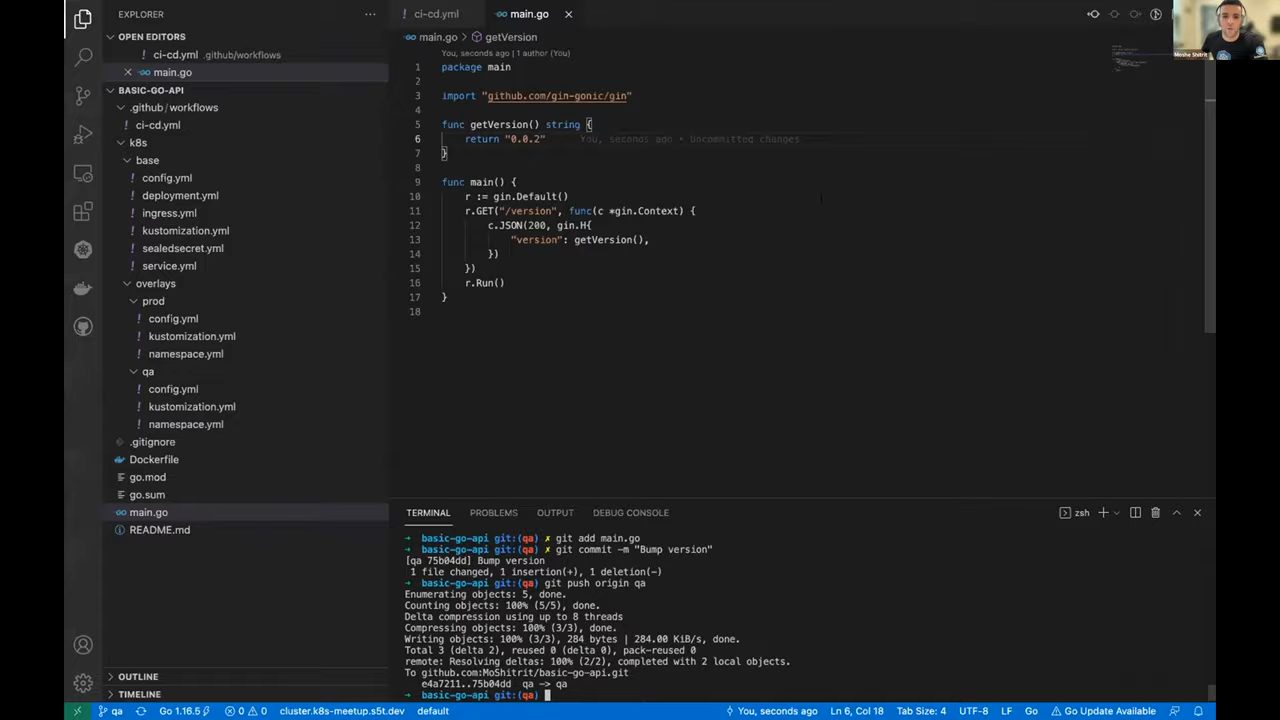 EXPLORER
OPEN EDITORS
ci-cd.yml .github/workflows
main.go
BASIC-GO-API
.github/workflows
ci-cd.yml
k8s
base
config.yml
deployment.yml
ingress.yml
kustomization.yml
sealedsecret.yml
service.yml
overlays
prod
config.yml
kustomization.yml
namespace.yml
qa
config.yml
kustomization.yml
namespace.yml
.gitignore
Dockerfile
go.mod
go.sum
main.go
README.md
OUTLINE
TIMELINE
ci-cd.yml main.go
main.go > getVersion
You, seconds ago | 1 author (You)
1 package main
2
3 import "github.com/gin-gonic/gin"
4
5 func getVersion() string {
6 return "0.0.2" You, seconds ago • Uncommitted changes
7 }
8
9 func main() {
10 r := gin.Default()
11 r.GET("/version", func(c *gin.Context) {
12 c.JSON(200, gin.H{
13 "version": getVersion(),
14 })
15 })
16 r.Run()
17 }
18
Moshe Shitrit
TERMINAL PROBLEMS OUTPUT DEBUG CONSOLE zsh
→ basic-go-api git:(qa) ✗ git add main.go
→ basic-go-api git:(qa) ✗ git commit -m "Bump version"
[qa 75b04dd] Bump version
1 file changed, 1 insertion(+), 1 deletion(-)
→ basic-go-api git:(qa) git push origin qa
Enumerating objects: 5, done.
Counting objects: 100% (5/5), done.
Delta compression using up to 8 threads
Compressing objects: 100% (3/3), done.
Writing objects: 100% (3/3), 284 bytes | 284.00 KiB/s, done.
Total 3 (delta 2), reused 0 (delta 0), pack-reused 0
remote: Resolving deltas: 100% (2/2), completed with 2 local objects.
To github.com:MoShitrit/basic-go-api.git
e4a7211..75b04dd qa -> qa
→ basic-go-api git:(qa)
qa Go 1.16.5 0 0 cluster.k8s-meetup.s5t.dev default You, seconds ago Ln 6, Col 18 Tab Size: 4 UTF-8 LF Go Go Update Available